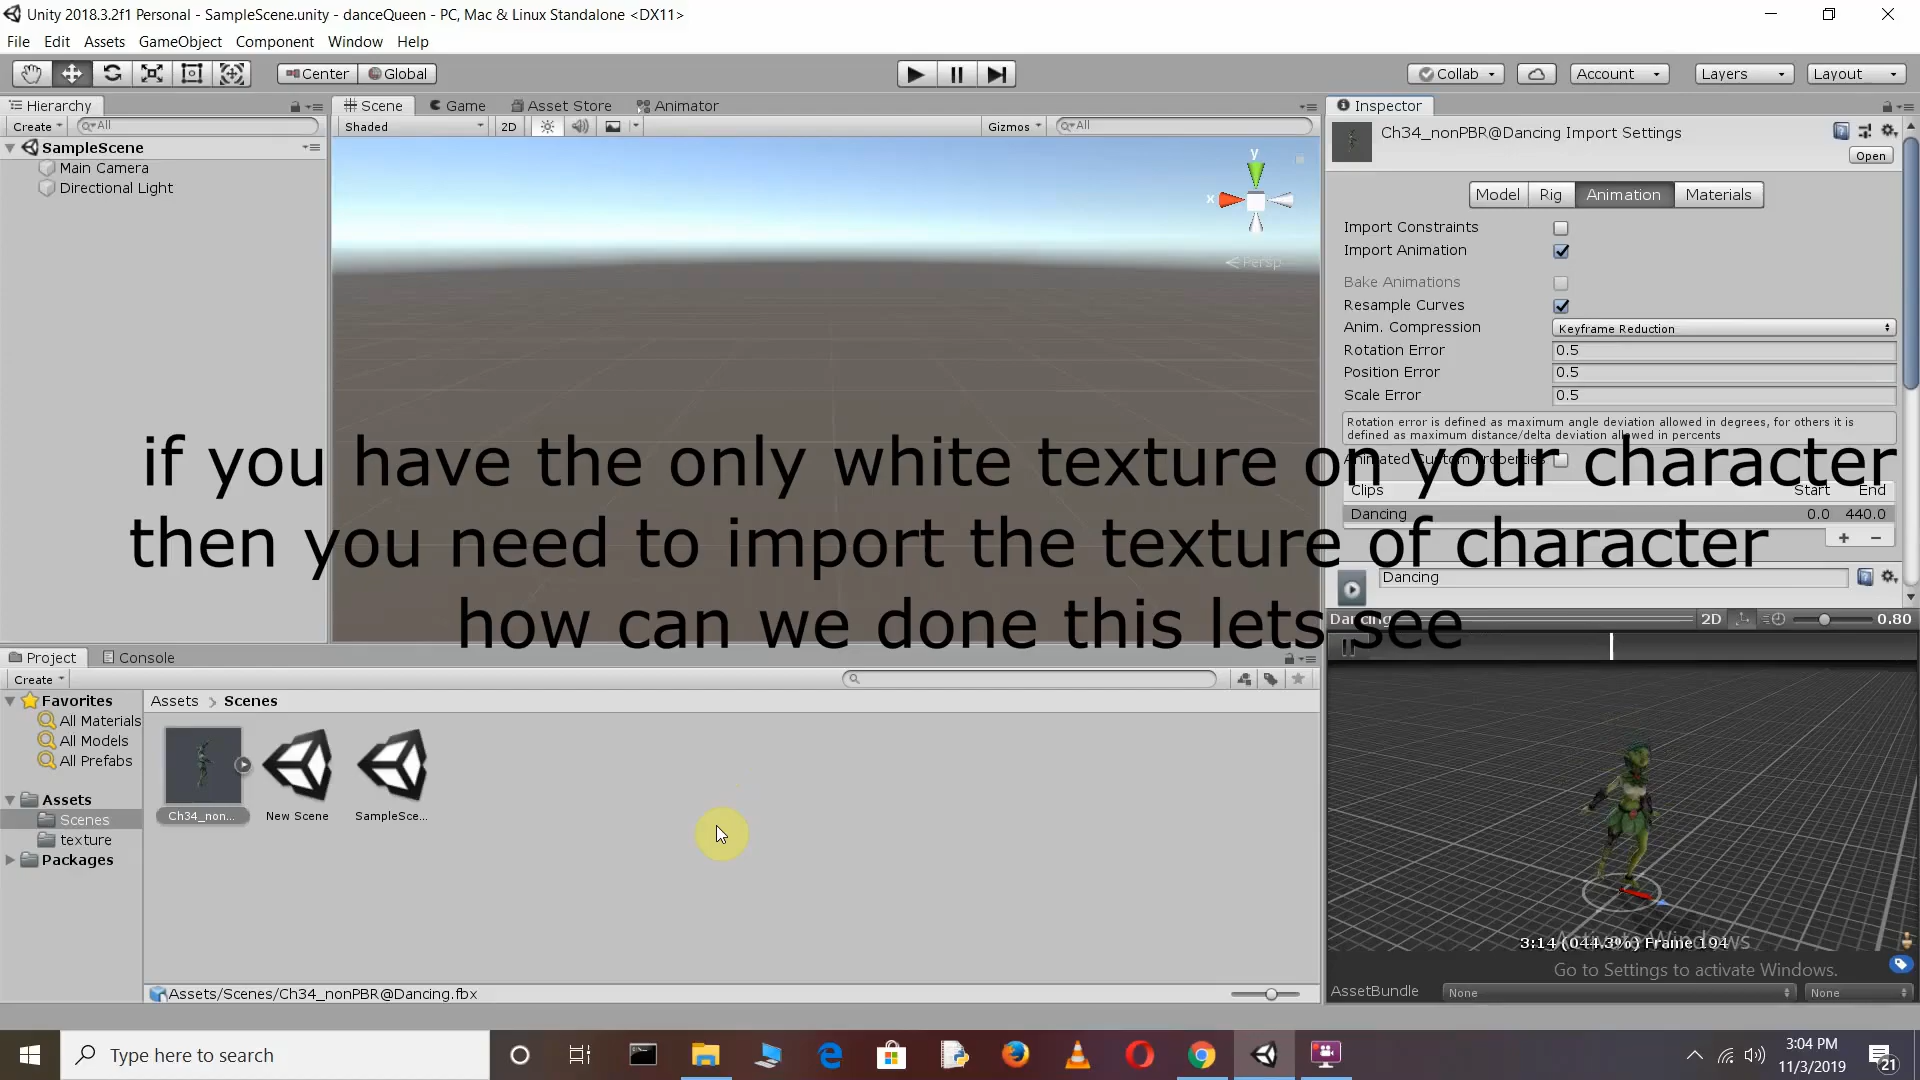 Unity 2018.3.2f1 Personal - SampleScene.unity - danceQueen - PC, Mac & Linux Standalone <DX11>
File Edit Assets GameObject Component Window Help
Center Global Collab Account Layers Layout
Hierarchy
Create All
SampleScene
Main Camera
Directional Light
Scene Game Asset Store Animator
Shaded 2D Gizmos All
y
x
Persp
Inspector
Ch34_nonPBR@Dancing Import Settings
Open
Model Rig Animation Materials
Import Constraints
Import Animation
Bake Animations
Resample Curves
Anim. Compression Keyframe Reduction
Rotation Error 0.5
Position Error 0.5
Scale Error 0.5
Rotation error is defined as maximum angle deviation allowed in degrees, for others it is
defined as maximum distance/delta deviation allowed in percents
Animated Custom Properties
Clips Start End
Dancing 0.0 440.0
+ -
Dancing
Dancing 2D 0.80
if you have the only white texture on your character
then you need to import the texture of character
how can we done this lets see
Project Console
Create
Favorites
All Materials
All Models
All Prefabs
Assets
Scenes
texture
Packages
Assets > Scenes
Ch34_non... New Scene SampleSce...
Assets/Scenes/Ch34_nonPBR@Dancing.fbx
3:14 (044.3%) Frame 194
Activate Windows
Go to Settings to activate Windows.
AssetBundle None None
Type here to search
3:04 PM
11/3/2019
21